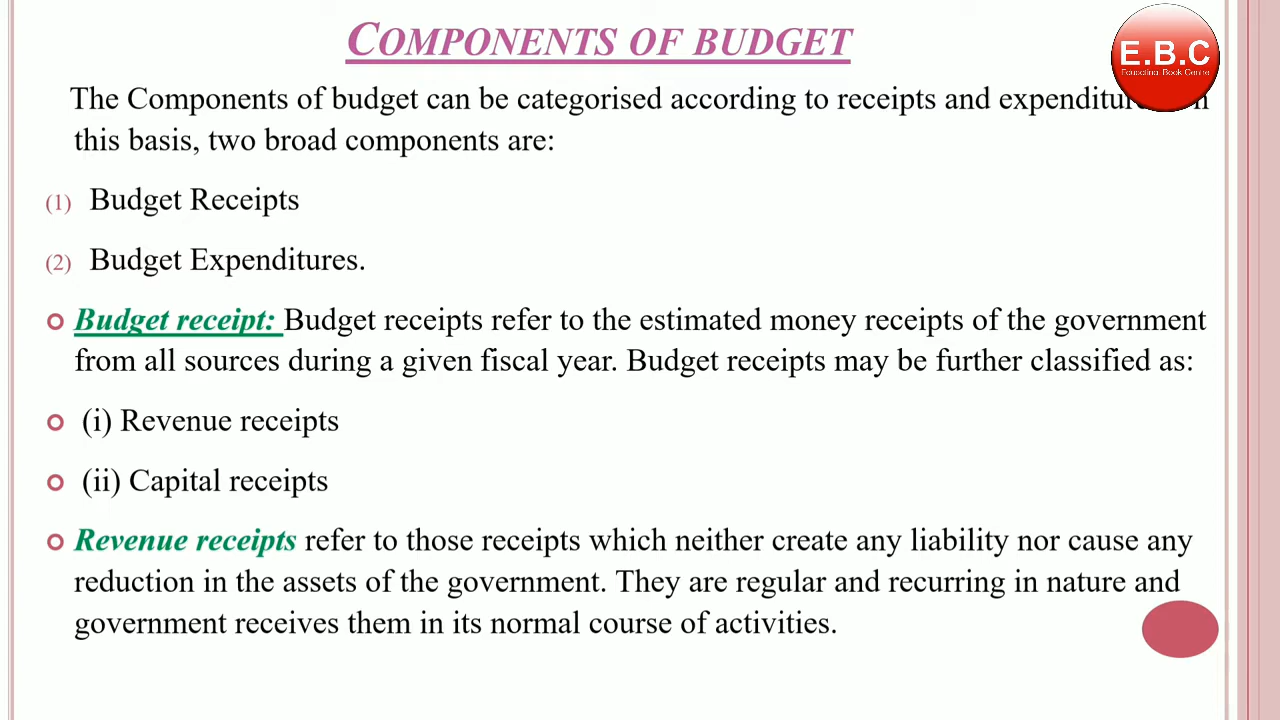 COMPONENTS OF BUDGET
E.B.C
Educational Book Centre
The Components of budget can be categorised according to receipts and
this basis, two broad components are:
(1) Budget Receipts
(2) Budget Expenditures.
Budget receipt: Budget receipts refer to the estimated money receipts of the government
from all sources during a given fiscal year. Budget receipts may be further classified as:
(i) Revenue receipts
(ii) Capital receipts
Revenue receipts refer to those receipts which neither create any liability nor cause any
reduction in the assets of the government. They are regular and recurring in nature and
government receives them in its normal course of activities.